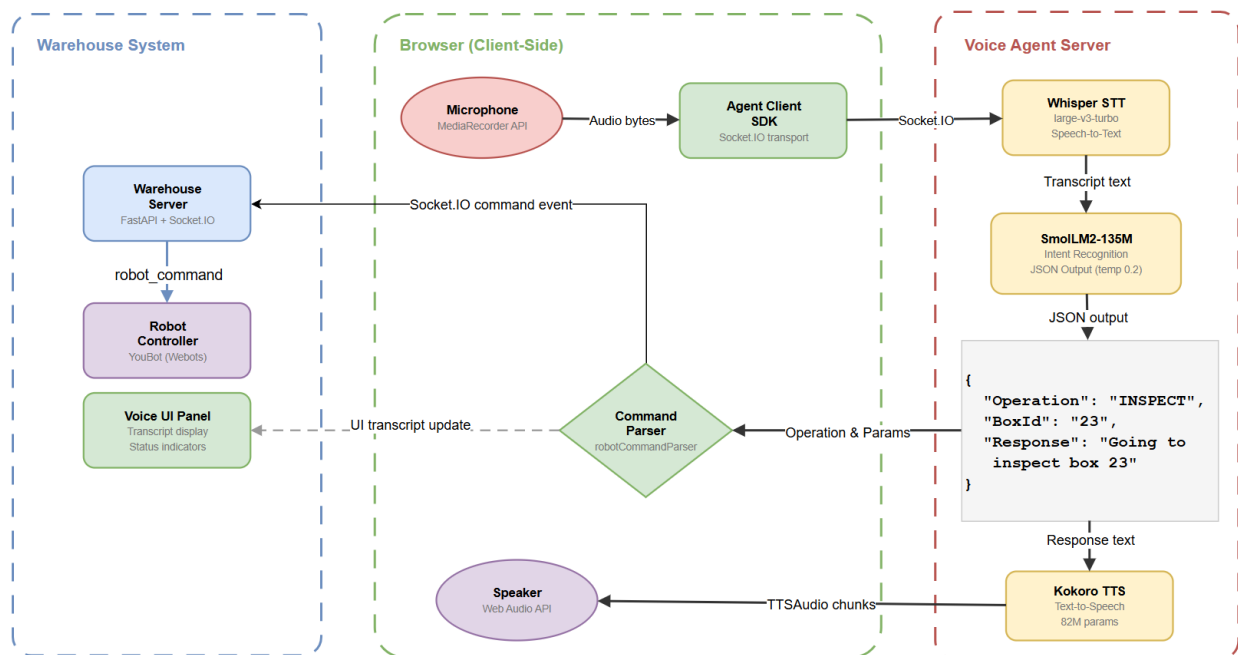 Warehouse System
Browser (Client-Side)
Voice Agent Server
Microphone
MediaRecorder API
Audio bytes
Agent Client
SDK
Socket.IO transport
Socket.IO
Whisper STT
large-v3-turbo
Speech-to-Text
Transcript text
Warehouse
Server
FastAPI + Socket.IO
Socket.IO command event
SmolLM2-135M
Intent Recognition
JSON Output (temp 0.2)
robot_command
JSON output
Robot
Controller
YouBot (Webots)
{
"Operation": "INSPECT",
"BoxId": "23",
"Response": "Going to
inspect box 23"
}
Voice UI Panel
Transcript display
Status indicators
UI transcript update
Command
Parser
robotCommandParser
Operation & Params
Response text
Speaker
Web Audio API
TTSAudio chunks
Kokoro TTS
Text-to-Speech
82M params